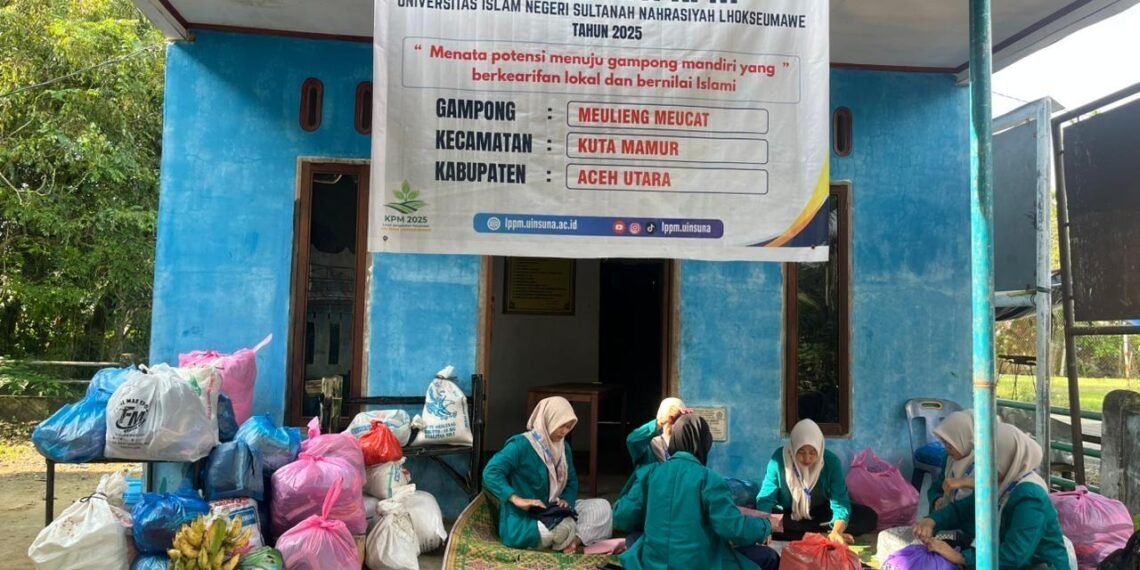 UNIVERSITAS ISLAM NEGERI SULTANAH NAHRASIYAH LHOKSEUMAWE
TAHUN 2025
“ Menata potensi menuju gampong mandiri yang ”
berkearifan lokal dan bernilai Islami
GAMPONG : MEULIENG MEUCAT
KECAMATAN : KUTA MAMUR
KABUPATEN : ACEH UTARA
KPM 2025
lppm.uinsuna.ac.id lppm.uinsuna
FM